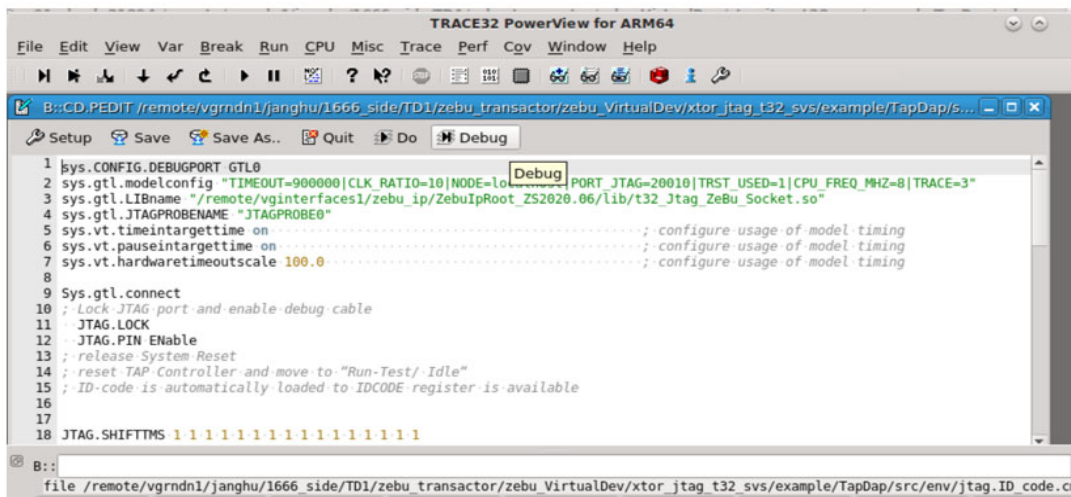 TRACE32 PowerView for ARM64
File Edit View Var Break Run CPU Misc Trace Perf Cov Window Help
B::CD.PEDIT /remote/vgrndn1/janghu/1666_side/TD1/zebu_transactor/zebu_VirtualDev/xtor_jtag_t32_svs/example/TapDap/s...
Setup Save Save As.. Quit Do Debug
Debug
1 sys.CONFIG.DEBUGPORT GTL0
2 sys.gtl.modelconfig "TIMEOUT=900000|CLK_RATIO=10|NODE=localhost|PORT_JTAG=20010|TRST_USED=1|CPU_FREQ_MHZ=8|TRACE=3"
3 sys.gtl.LIBname "/remote/vginterfaces1/zebu_ip/ZebuIpRoot_ZS2020.06/lib/t32_Jtag_ZeBu_Socket.so"
4 sys.gtl.JTAGPROBENAME "JTAGPROBE0"
5 sys.vt.timeintargettime on ; configure usage of model timing
6 sys.vt.pauseintargettime on ; configure usage of model timing
7 sys.vt.hardwaretimeoutscale 100.0 ; configure usage of model timing
8
9 Sys.gtl.connect
10 ; Lock JTAG port and enable debug cable
11 JTAG.LOCK
12 JTAG.PIN ENable
13 ; release System Reset
14 ; reset TAP Controller and move to "Run-Test/ Idle"
15 ; ID-code is automatically loaded to IDCODE register is available
16
17
18 JTAG.SHIFTTMS 1 1 1 1 1 1 1 1 1 1 1 1 1 1 1 1
B::
file /remote/vgrndn1/janghu/1666_side/TD1/zebu_transactor/zebu_VirtualDev/xtor_jtag_t32_svs/example/TapDap/src/env/jtag.ID_code.c